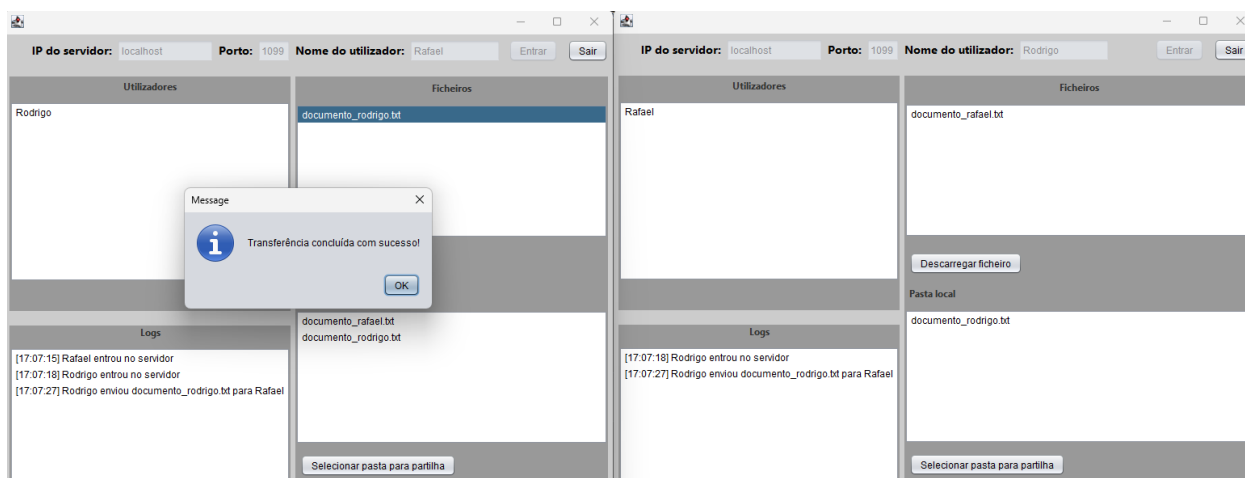 IP do servidor: localhost Porto: 1099 Nome do utilizador: Rafael Entrar Sair
Utilizadores
Rodrigo
Ficheiros
documento_rodrigo.txt
Message
Transferência concluída com sucesso!
OK
documento_rafael.txt
documento_rodrigo.txt
Logs
[17:07:15] Rafael entrou no servidor
[17:07:18] Rodrigo entrou no servidor
[17:07:27] Rodrigo enviou documento_rodrigo.txt para Rafael
Selecionar pasta para partilha
IP do servidor: localhost Porto: 1099 Nome do utilizador: Rodrigo Entrar Sair
Utilizadores
Rafael
Ficheiros
documento_rafael.txt
Descarregar ficheiro
Pasta local
documento_rodrigo.txt
Logs
[17:07:18] Rodrigo entrou no servidor
[17:07:27] Rodrigo enviou documento_rodrigo.txt para Rafael
Selecionar pasta para partilha